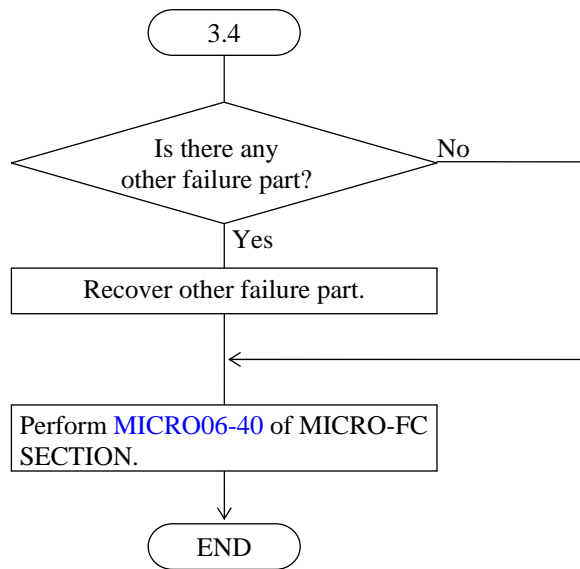 3.4
Is there any
other failure part?
No
Yes
Recover other failure part.
Perform MICRO06-40 of MICRO-FC
SECTION.
END